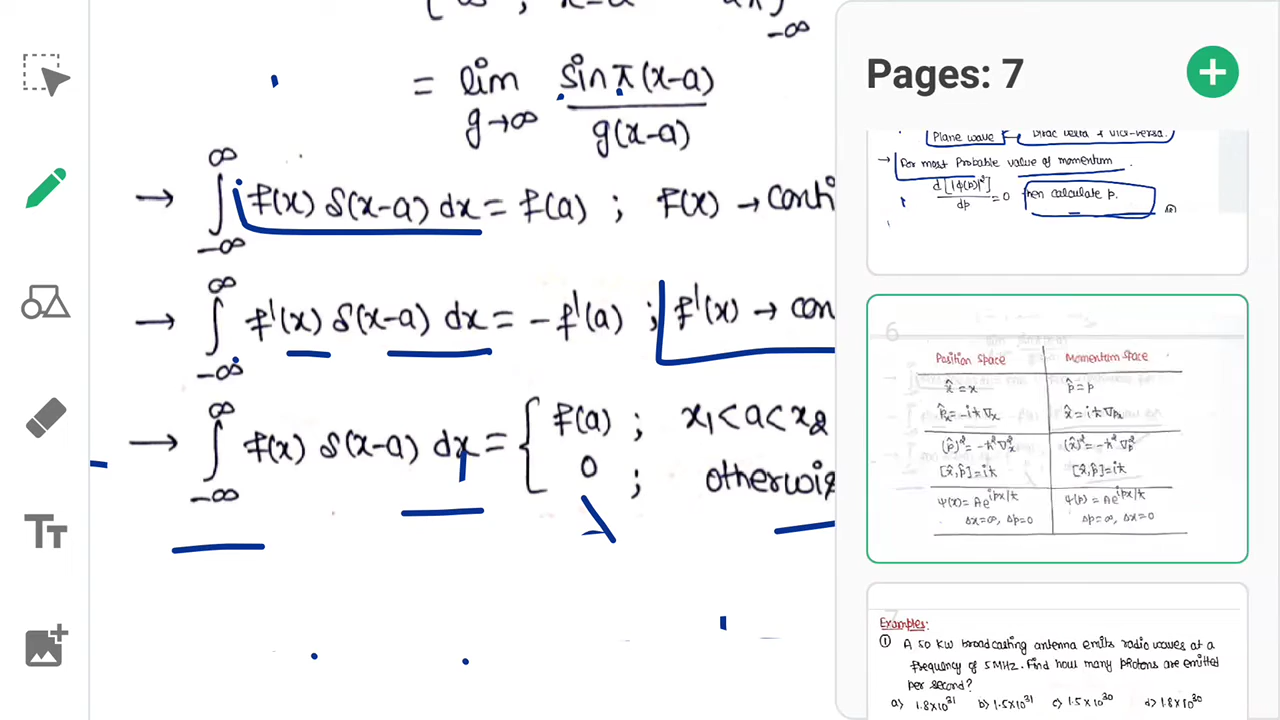 = lim sin π(x-a)
g→∞ g(x-a)
→ ∫_{-∞}^{∞} f(x) δ(x-a) dx = f(a) ; F(x) → conti
→ ∫_{-∞}^{∞} f'(x) δ(x-a) dx = -f'(a) ; f'(x) → con
→ ∫_{-∞}^{∞} f(x) δ(x-a) dx = { f(a) ; x₁<a<x₂
0 ; otherwis
Pages: 7
Plane wave Dirac delta & vice-versa.
→ For most Probable value of momentum
d[|ϕ(p)|²]/dp = 0 then calculate p.
6
Position Space Momentum Space
x̂ = x p̂ = p
p̂ₓ = -iħ∇ₓ x̂ = iħ∇ₚₓ
(p̂)² = -ħ²∇ₓ² (x̂)² = -ħ²∇ₚ²
[x̂,p̂] = iħ [x̂,p̂] = iħ
ψ(x) = Ae^{ipx/ħ} ψ(p) = Ae^{ipx/ħ}
Δx=∞, Δp=0 Δp=∞, Δx=0
7
Examples:
① A 50 KW broadcasting antenna emits radio waves at a
frequency of 5 MHz. Find how many photons are emitted
per second?
a) 1.8×10³¹ b) 1.5×10³¹ c) 1.5×10³⁰ d) 1.8×10³⁰
TT